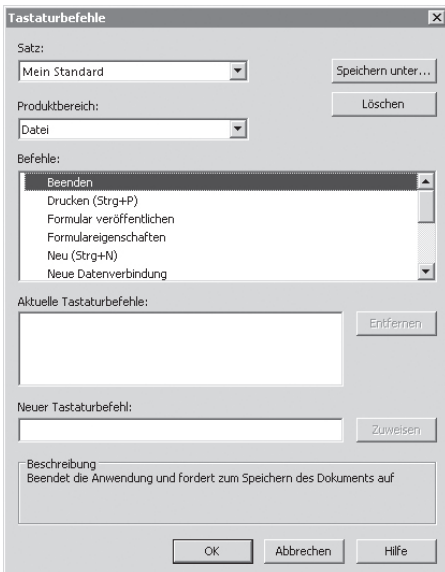 Tastaturbefehle
Satz:
Mein Standard
Speichern unter...
Löschen
Produktbereich:
Datei
Befehle:
Beenden
Drucken (Strg+P)
Formular veröffentlichen
Formulareigenschaften
Neu (Strg+N)
Neue Datenverbindung
Aktuelle Tastaturbefehle:
Entfernen
Neuer Tastaturbefehl:
Zuweisen
Beschreibung
Beendet die Anwendung und fordert zum Speichern des Dokuments auf
OK
Abbrechen
Hilfe